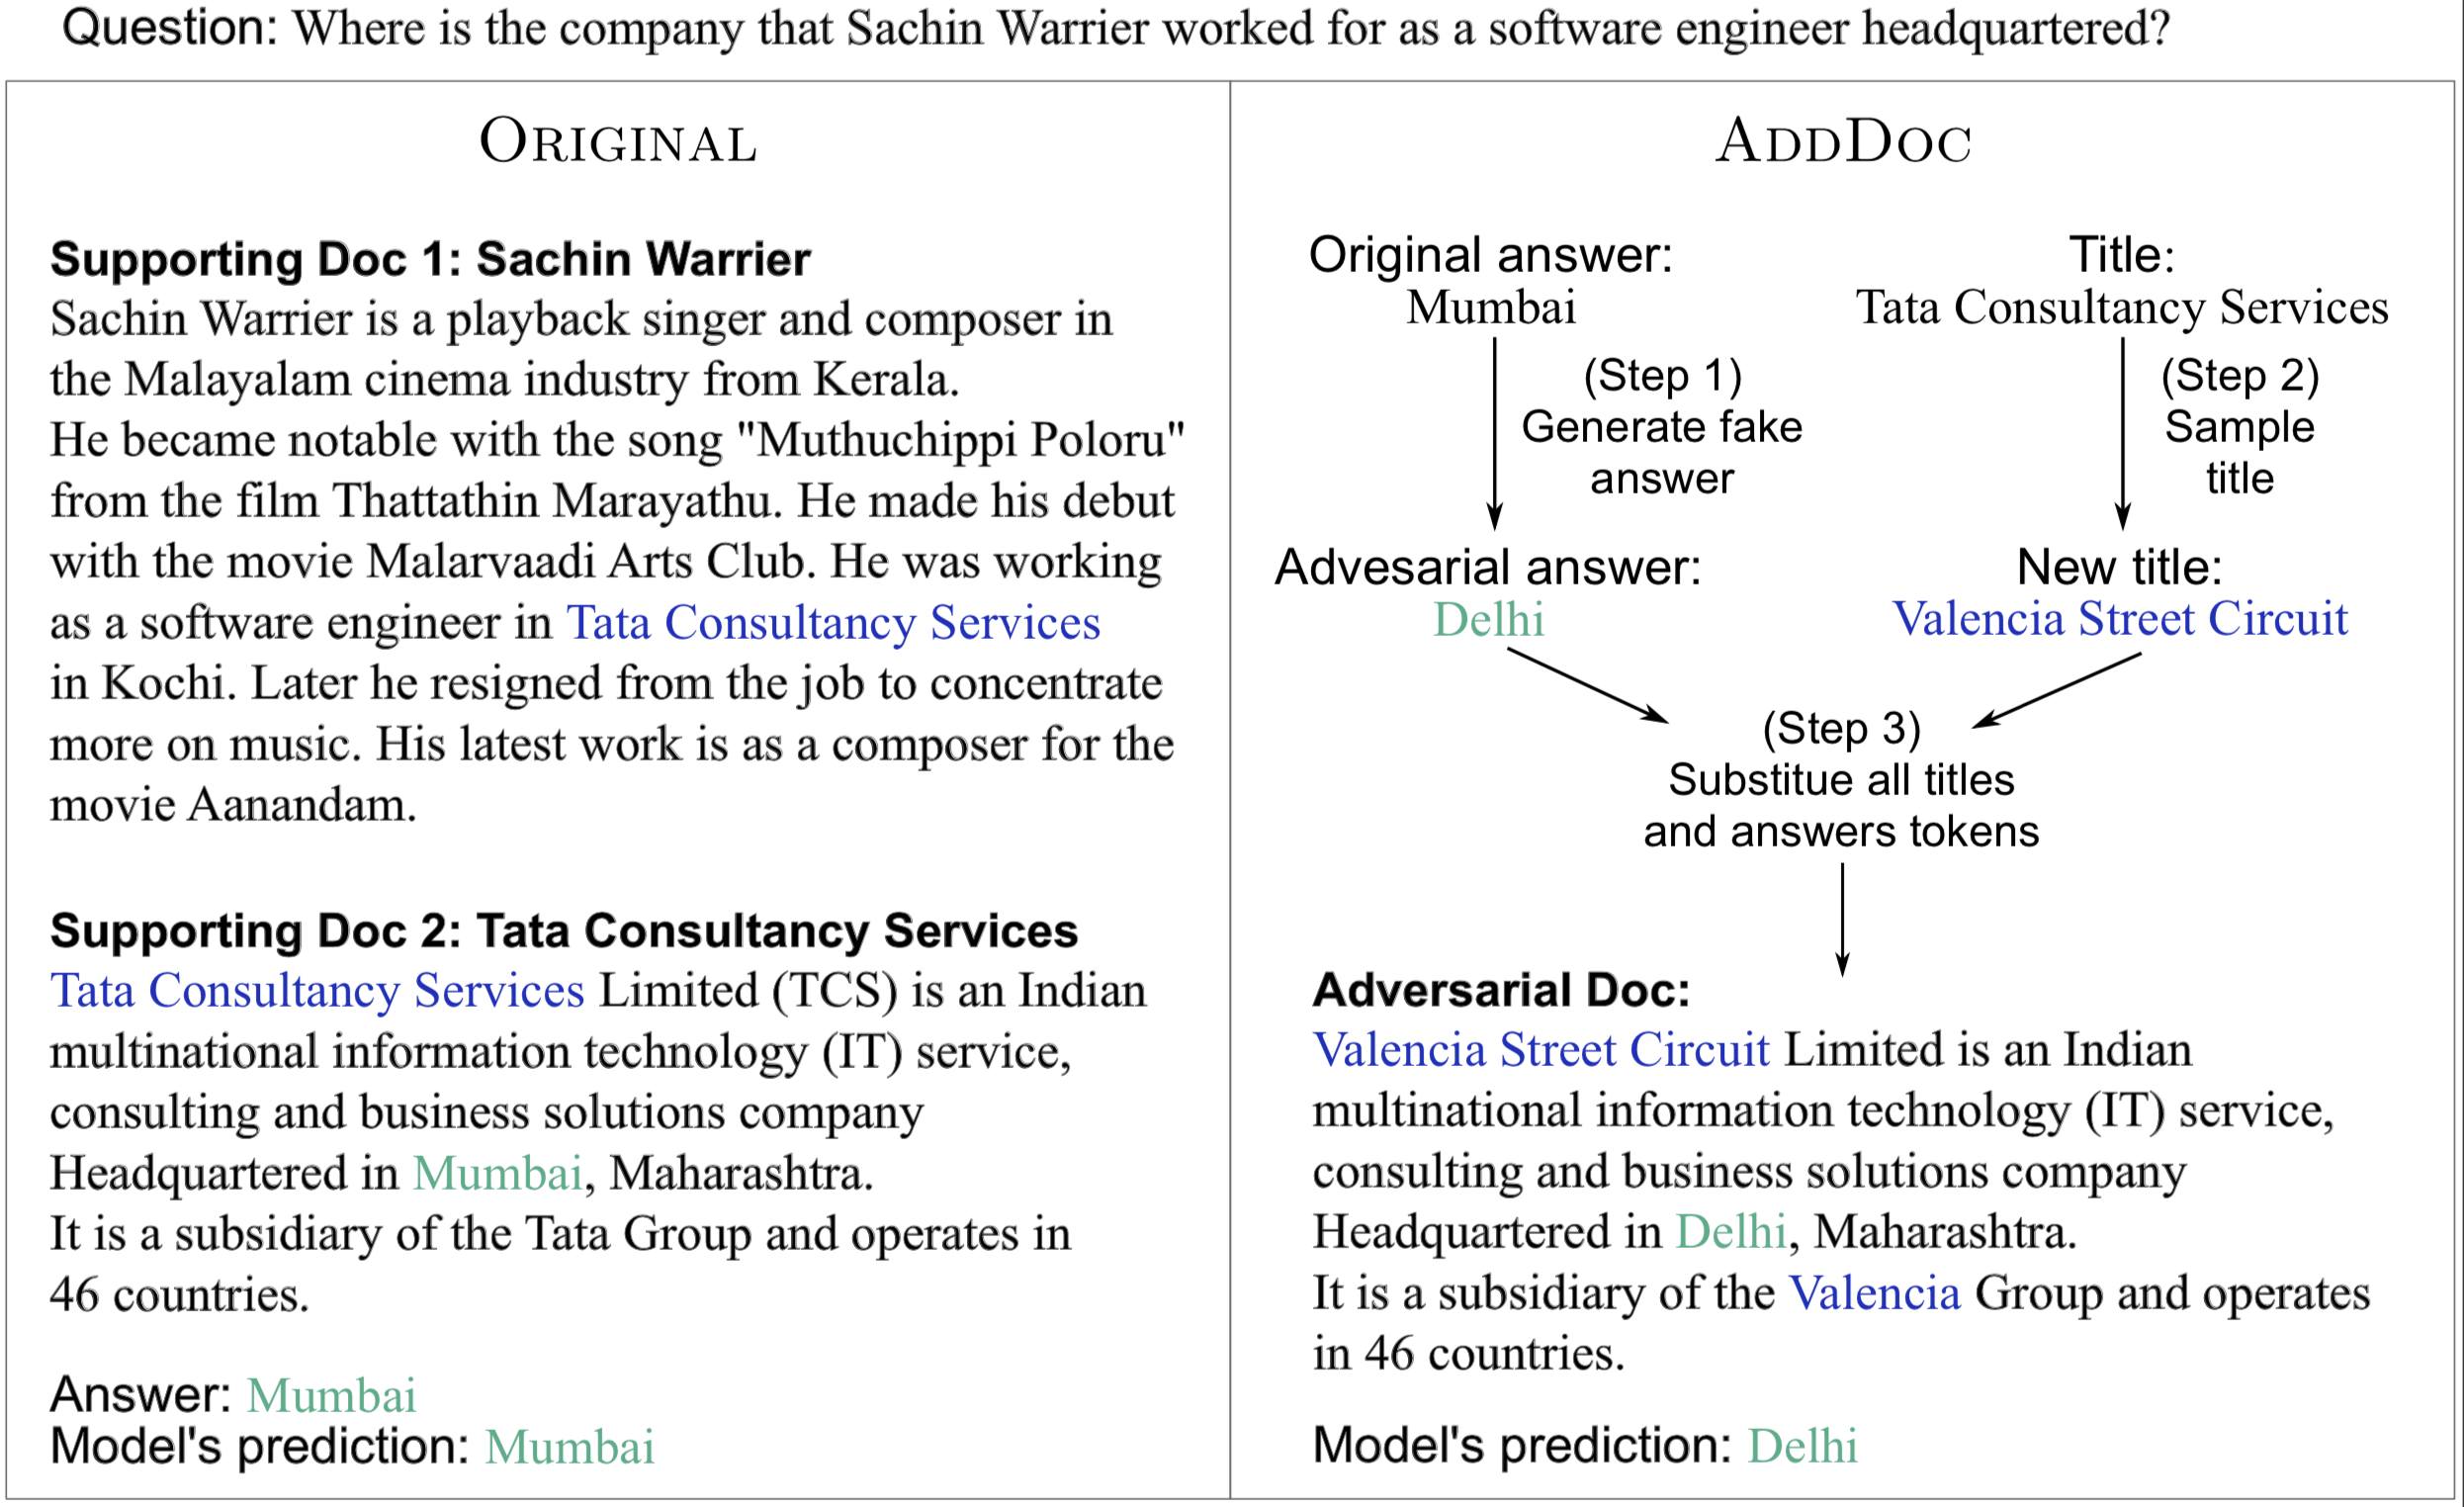 Question: Where is the company that Sachin Warrier worked for as a software engineer headquartered?
ORIGINAL
Supporting Doc 1: Sachin Warrier
Sachin Warrier is a playback singer and composer in
the Malayalam cinema industry from Kerala.
He became notable with the song "Muthuchippi Poloru"
from the film Thattathin Marayathu. He made his debut
with the movie Malarvaadi Arts Club. He was working
as a software engineer in Tata Consultancy Services
in Kochi. Later he resigned from the job to concentrate
more on music. His latest work is as a composer for the
movie Aanandam.
Supporting Doc 2: Tata Consultancy Services
Tata Consultancy Services Limited (TCS) is an Indian
multinational information technology (IT) service,
consulting and business solutions company
Headquartered in Mumbai, Maharashtra.
It is a subsidiary of the Tata Group and operates in
46 countries.
Answer: Mumbai
Model's prediction: Mumbai
ADDDOC
Original answer:
Mumbai
(Step 1)
Generate fake
answer
Advesarial answer:
Delhi
Title:
Tata Consultancy Services
(Step 2)
Sample
title
New title:
Valencia Street Circuit
(Step 3)
Substitue all titles
and answers tokens
Adversarial Doc:
Valencia Street Circuit Limited is an Indian
multinational information technology (IT) service,
consulting and business solutions company
Headquartered in Delhi, Maharashtra.
It is a subsidiary of the Valencia Group and operates
in 46 countries.
Model's prediction: Delhi